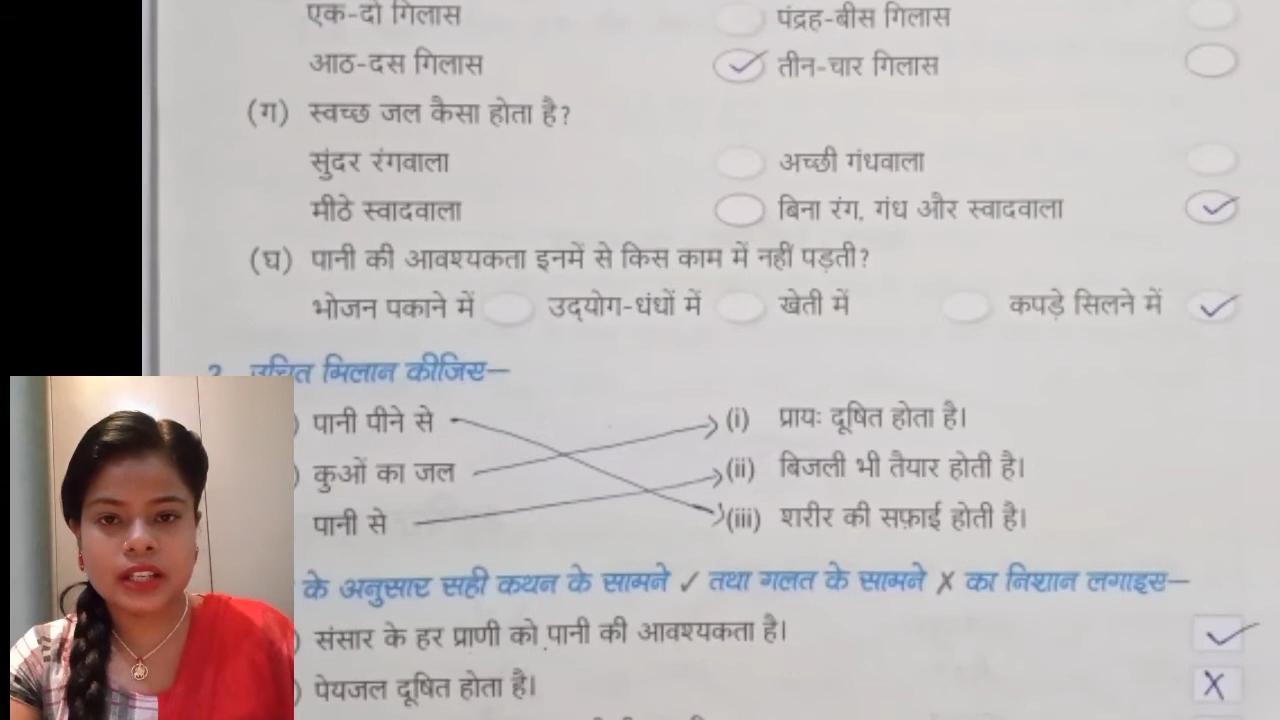 एक-दो गिलास पंद्रह-बीस गिलास
आठ-दस गिलास ✓ तीन-चार गिलास
(ग) स्वच्छ जल कैसा होता है?
सुंदर रंगवाला अच्छी गंधवाला
मीठे स्वादवाला बिना रंग, गंध और स्वादवाला ✓
(घ) पानी की आवश्यकता इनमें से किस काम में नहीं पड़ती?
भोजन पकाने में उद्योग-धंधों में खेती में कपड़े सिलने में ✓
उचित मिलान कीजिए—
पानी पीने से (i) प्रायः दूषित होता है।
कुओं का जल (ii) बिजली भी तैयार होती है।
पानी से (iii) शरीर की सफ़ाई होती है।
के अनुसार सही कथन के सामने ✓ तथा गलत के सामने ✗ का निशान लगाइए—
संसार के हर प्राणी को पानी की आवश्यकता है। ✓
पेयजल दूषित होता है। ✗